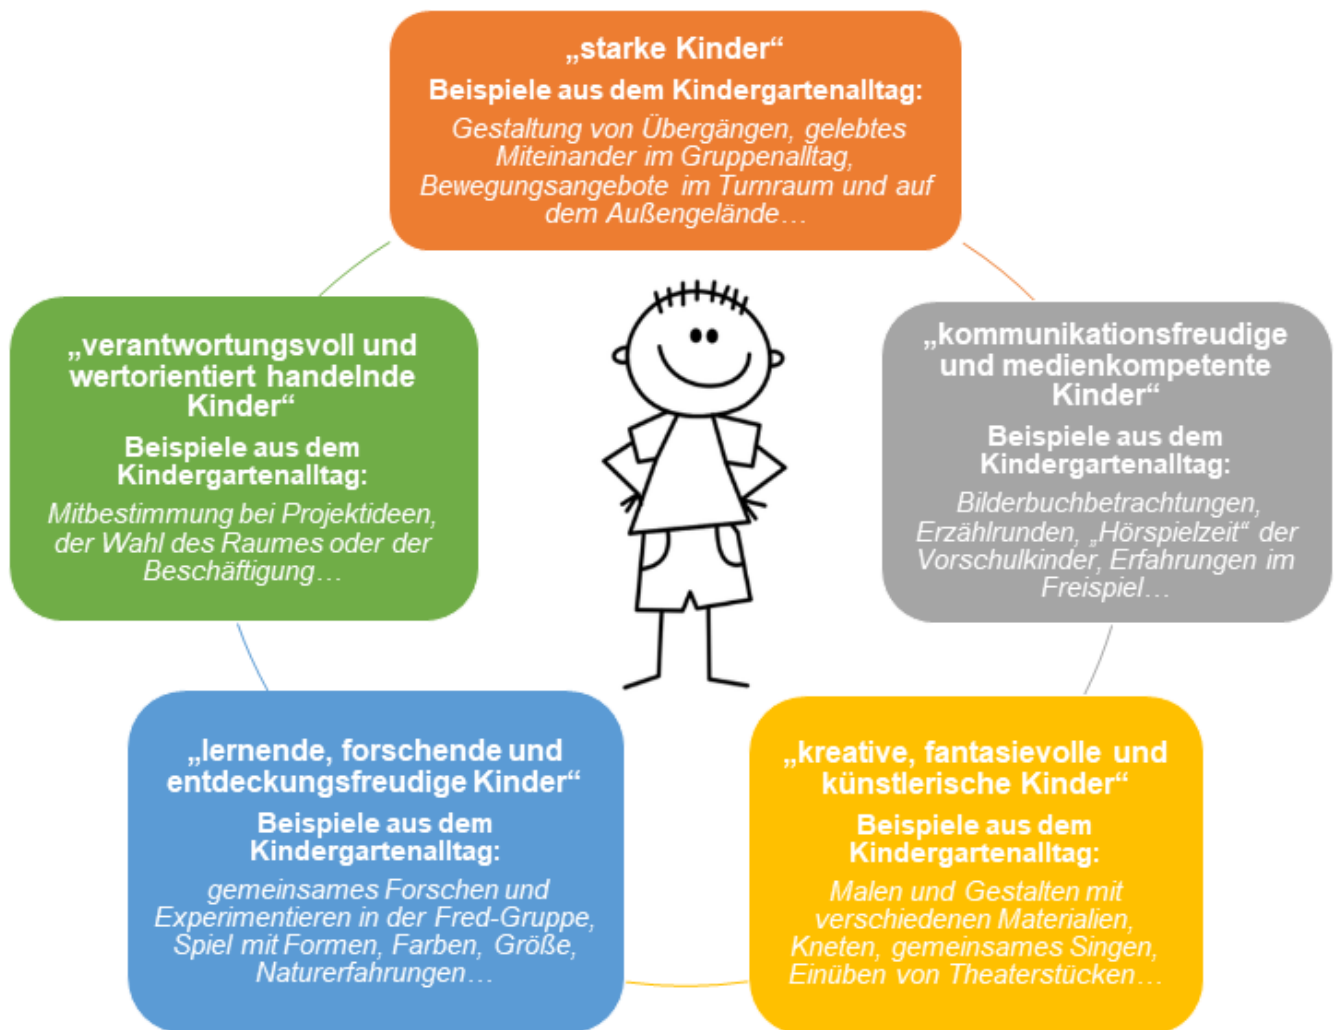 „starke Kinder“
Beispiele aus dem Kindergartenalltag:
Gestaltung von Übergängen, gelebtes
Miteinander im Gruppenalltag,
Bewegungsangebote im Turnraum und auf
dem Außengelände…
„verantwortungsvoll und
wertorientiert handelnde
Kinder“
Beispiele aus dem
Kindergartenalltag:
Mitbestimmung bei Projektideen,
der Wahl des Raumes oder der
Beschäftigung…
„kommunikationsfreudige
und medienkompetente
Kinder“
Beispiele aus dem
Kindergartenalltag:
Bilderbuchbetrachtungen,
Erzählrunden, „Hörspielzeit“ der
Vorschulkinder, Erfahrungen im
Freispiel…
„lernende, forschende und
entdeckungsfreudige Kinder“
Beispiele aus dem
Kindergartenalltag:
gemeinsames Forschen und
Experimentieren in der Fred-Gruppe,
Spiel mit Formen, Farben, Größe,
Naturerfahrungen…
„kreative, fantasievolle und
künstlerische Kinder“
Beispiele aus dem
Kindergartenalltag:
Malen und Gestalten mit
verschiedenen Materialien,
Kneten, gemeinsames Singen,
Einüben von Theaterstücken…